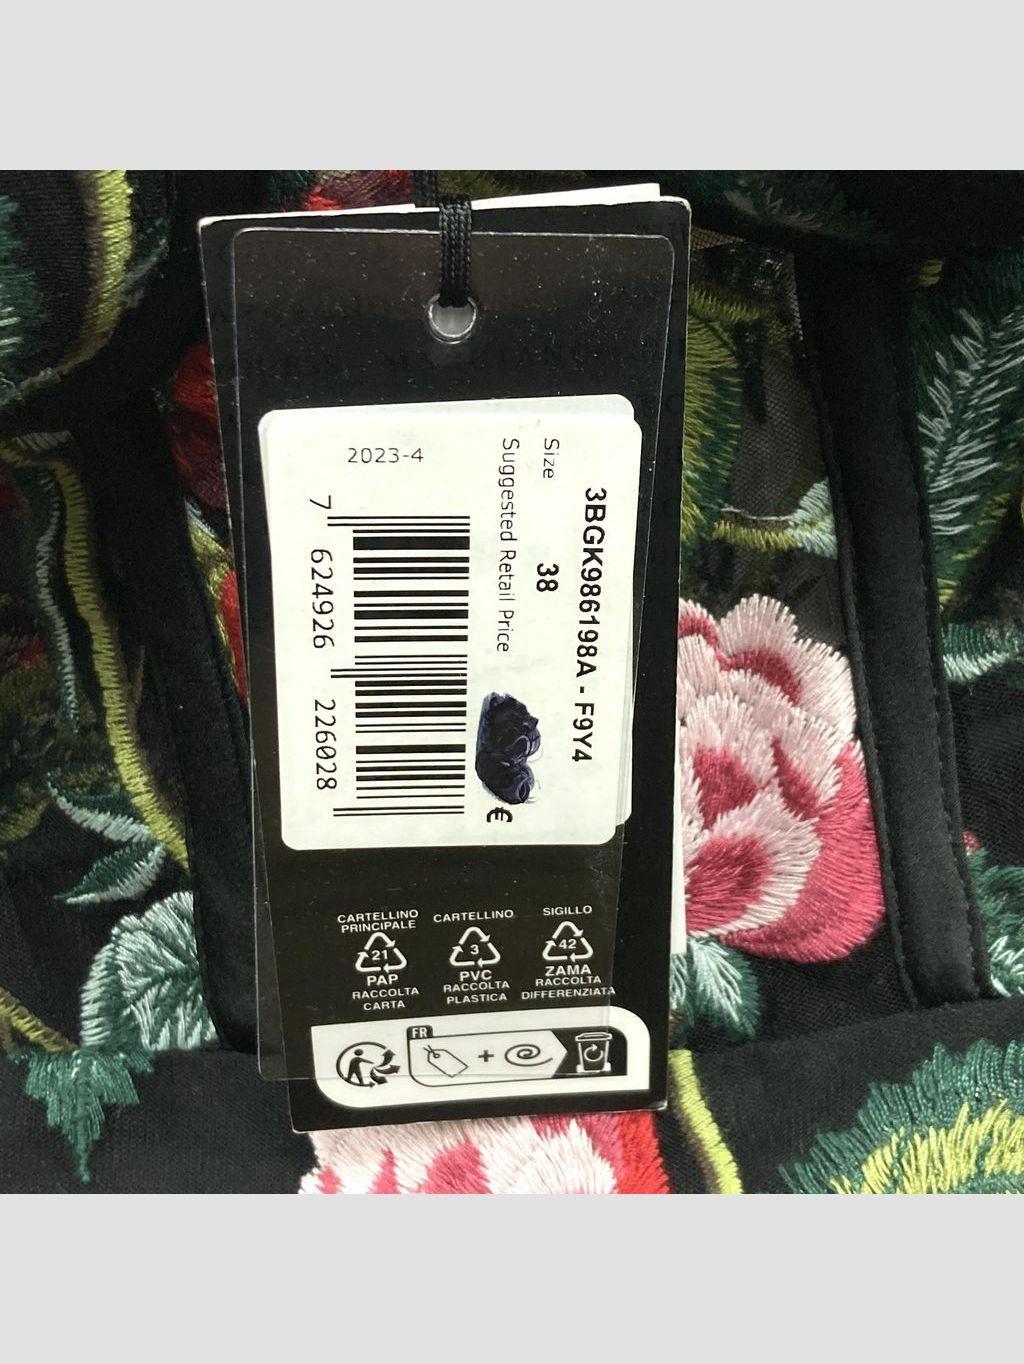 3BGK986198A - F9Y4
Size 38
Suggested Retail Price €
2023-4
7 624926 226028
CARTELLINO PRINCIPALE
21
PAP
RACCOLTA
CARTA
CARTELLINO
3
PVC
RACCOLTA
PLASTICA
SIGILLO
42
ZAMA
RACCOLTA
DIFFERENZIATA
FR
+